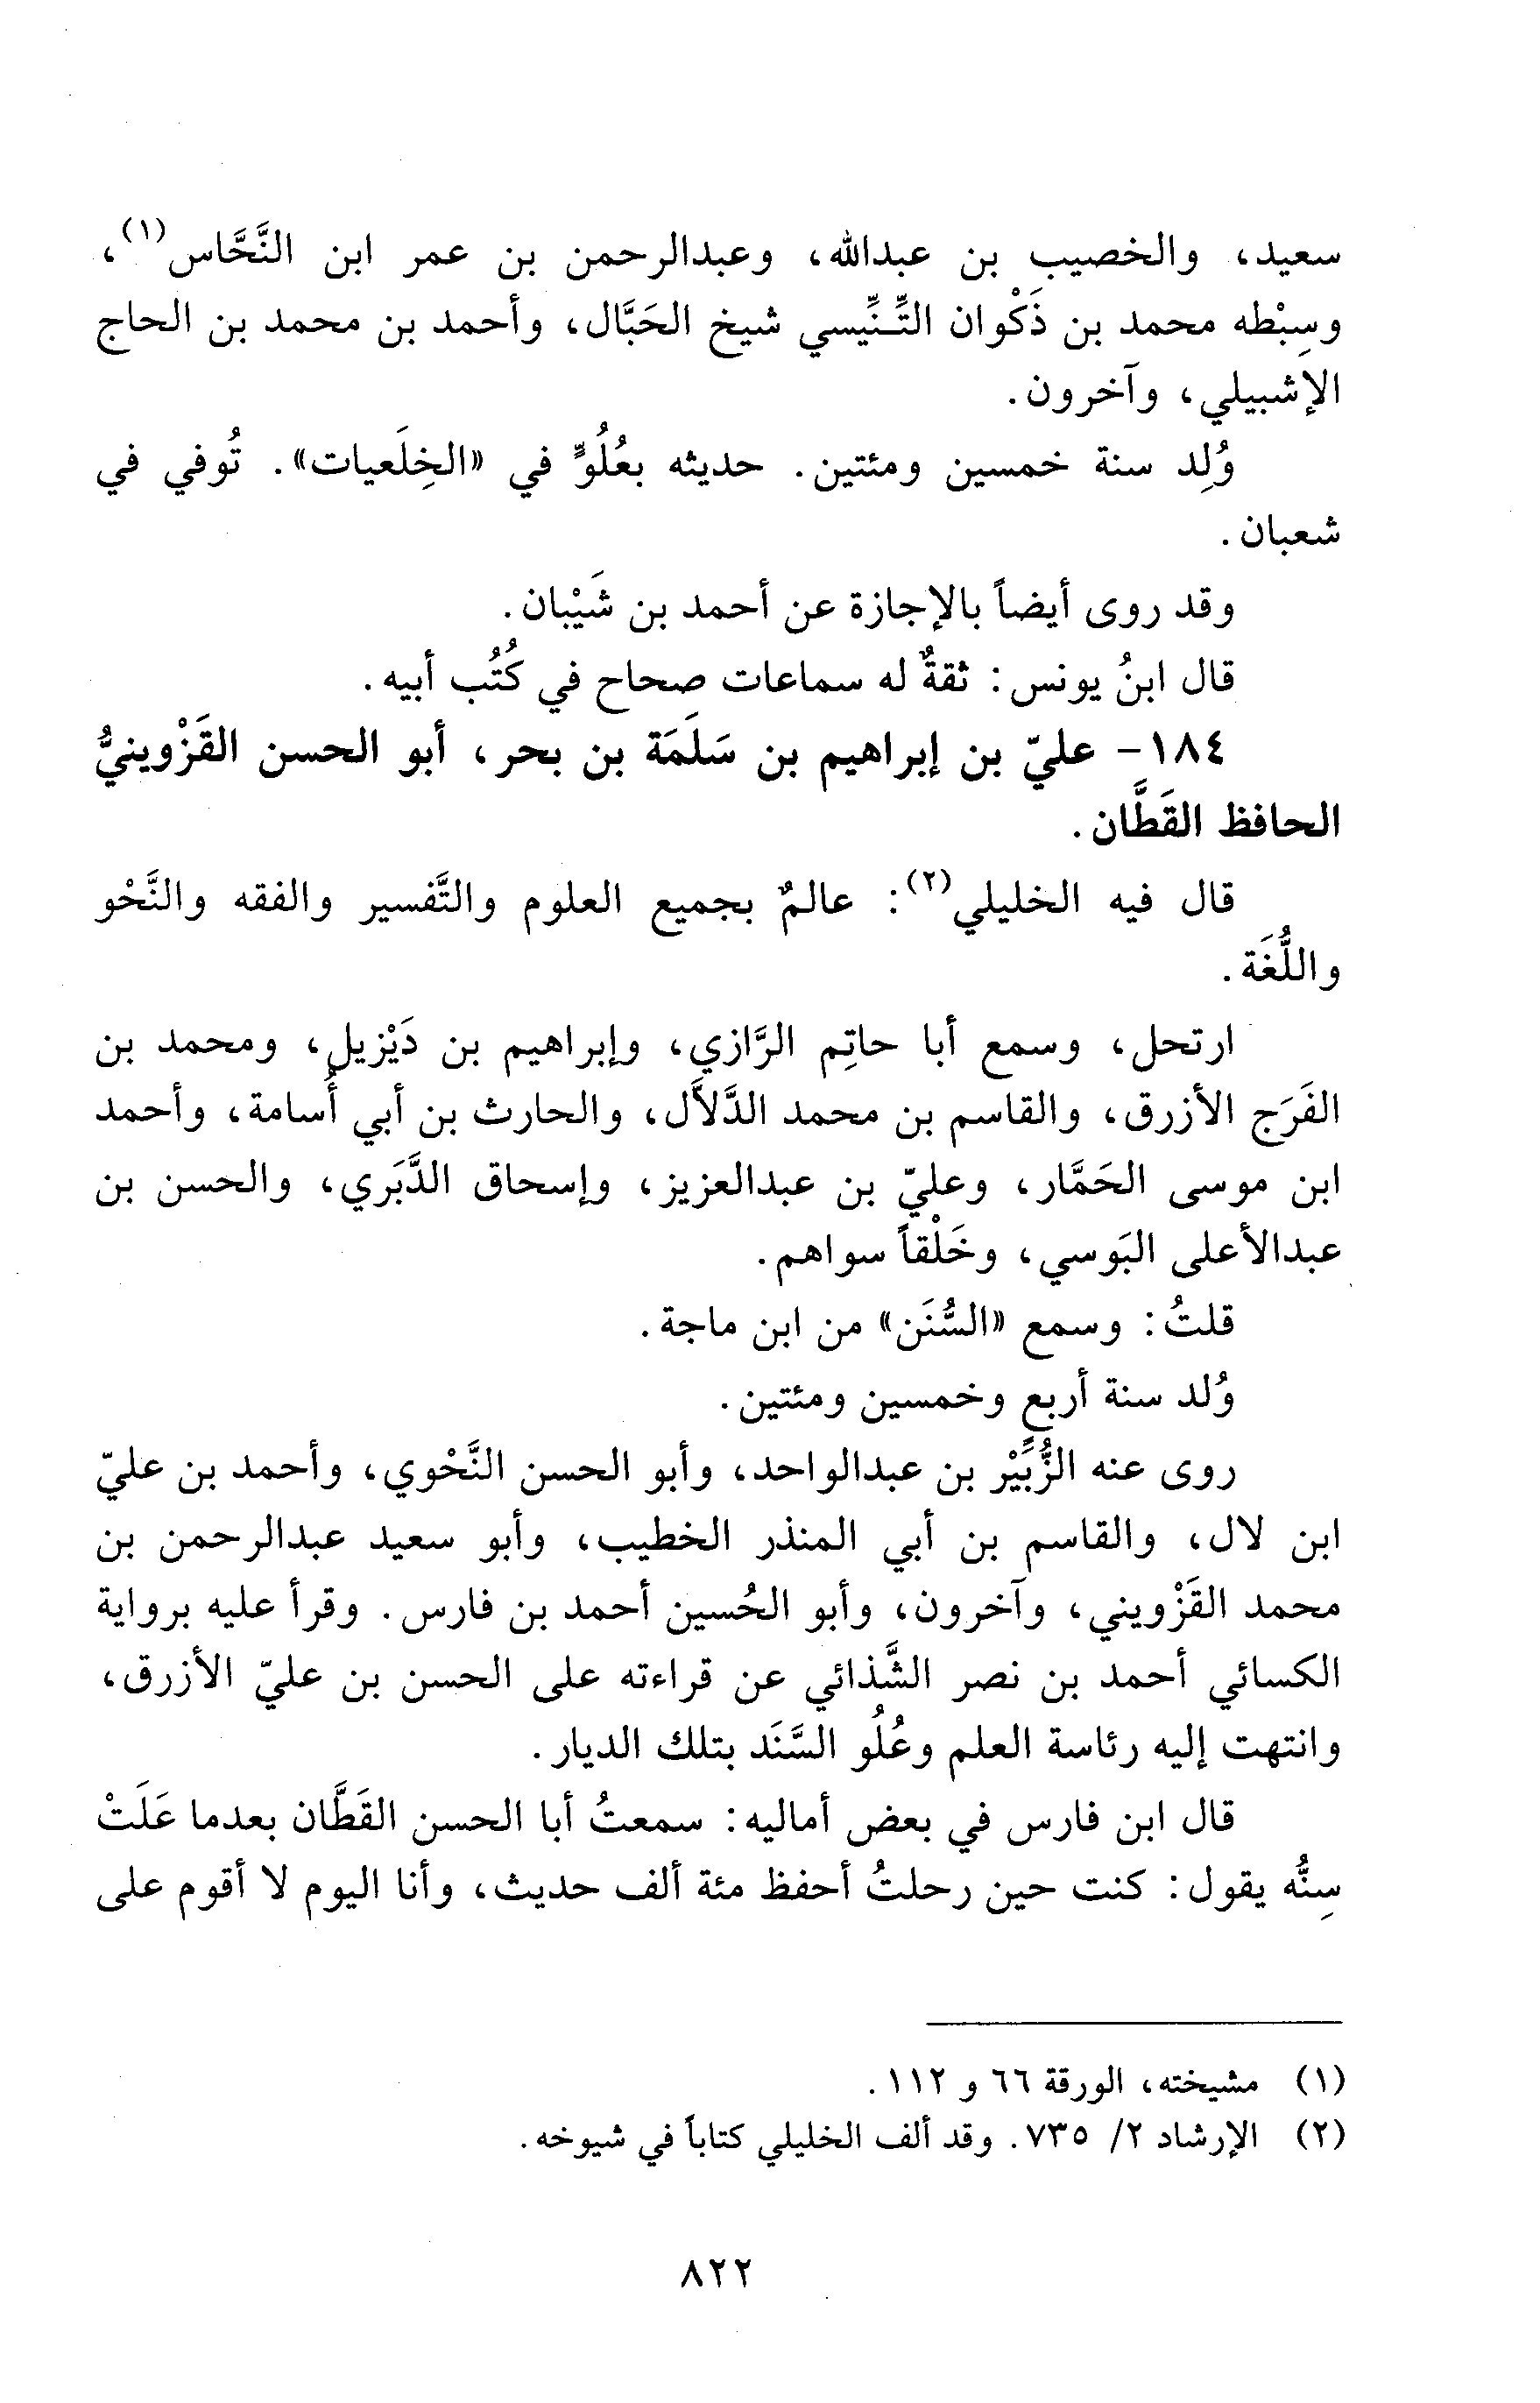 سعيد، والخصيب بن عبدالله، وعبدالرحمن بن عمر ابن النَّحَّاس(١)،
وسِبْطه محمد بن ذَكْوان التِّنِّيسي شيخ الحَبَّال، وأحمد بن محمد بن الحاج
الإشبيلي، وآخرون.
وُلِد سنة خمسين ومئتين. حديثه بعُلُوٍّ في «الخِلَعيات». تُوفي في
شعبان.
وقد روى أيضاً بالإجازة عن أحمد بن شَيْبان.
قال ابنُ يونس: ثقةٌ له سماعات صحاح في كُتُب أبيه.
١٨٤- عليّ بن إبراهيم بن سَلَمَة بن بحر، أبو الحسن القَزْوينيُّ
الحافظ القَطَّان.
قال فيه الخليلي(٢): عالمٌ بجميع العلوم والتَّفسير والفقه والنَّحْو
واللُّغَة.
ارتحل، وسمع أبا حاتِم الرَّازي، وإبراهيم بن دَيْزيل، ومحمد بن
الفَرَج الأزرق، والقاسم بن محمد الدَّلاَّل، والحارث بن أبي أُسامة، وأحمد
ابن موسى الحَمَّار، وعليّ بن عبدالعزيز، وإسحاق الدَّبَري، والحسن بن
عبدالأعلى البَوسي، وخَلْقاً سواهم.
قلتُ: وسمع «السُّنَن» من ابن ماجة.
وُلد سنة أربع وخمسين ومئتين.
روى عنه الزُّبَيْر بن عبدالواحد، وأبو الحسن النَّحْوي، وأحمد بن عليّ
ابن لال، والقاسم بن أبي المنذر الخطيب، وأبو سعيد عبدالرحمن بن
محمد القَزْويني، وآخرون، وأبو الحُسين أحمد بن فارس. وقرأ عليه برواية
الكسائي أحمد بن نصر الشَّذائي عن قراءته على الحسن بن عليّ الأزرق،
وانتهت إليه رئاسة العلم وعُلُو السَّنَد بتلك الديار.
قال ابن فارس في بعض أماليه: سمعتُ أبا الحسن القَطَّان بعدما عَلَتْ
سِنُّه يقول: كنت حين رحلتُ أحفظ مئة ألف حديث، وأنا اليوم لا أقوم على
(١) مشيخته، الورقة ٦٦ و ١١٢.
(٢) الإرشاد ٢/ ٧٣٥. وقد ألف الخليلي كتاباً في شيوخه.
٨٢٢